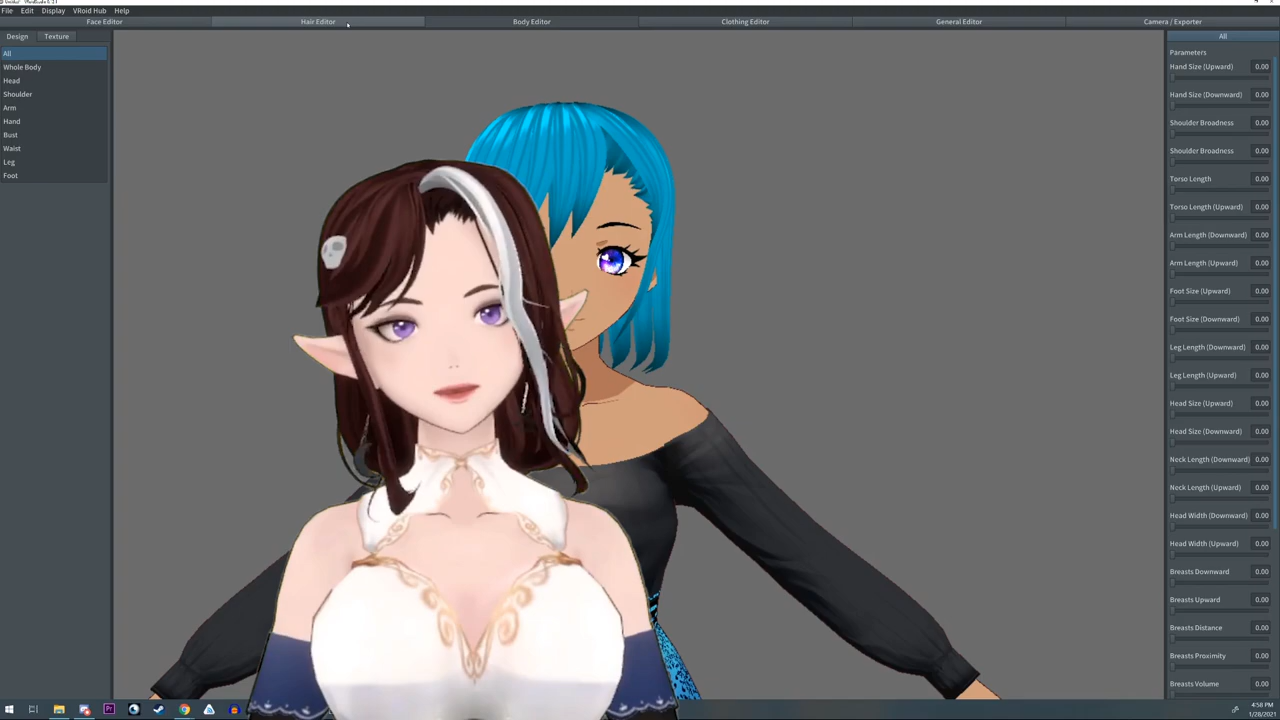 File Edit Display VRoid Hub Help
Face Editor Hair Editor Body Editor Clothing Editor General Editor Camera / Exporter
Design Texture
All
Whole Body
Head
Shoulder
Arm
Hand
Bust
Waist
Leg
Foot
All
Parameters
Hand Size (Upward) 0.00
Hand Size (Downward) 0.00
Shoulder Broadness 0.00
Shoulder Broadness 0.00
Torso Length 0.00
Torso Length (Upward) 0.00
Arm Length (Downward) 0.00
Arm Length (Upward) 0.00
Foot Size (Upward) 0.00
Foot Size (Downward) 0.00
Leg Length (Downward) 0.00
Leg Length (Upward) 0.00
Head Size (Upward) 0.00
Head Size (Downward) 0.00
Neck Length (Downward) 0.00
Neck Length (Upward) 0.00
Head Width (Downward) 0.00
Head Width (Upward) 0.00
Breasts Downward 0.00
Breasts Upward 0.00
Breasts Distance 0.00
Breasts Proximity 0.00
Breasts Volume 0.00
Pr
4:58 PM
1/28/2021